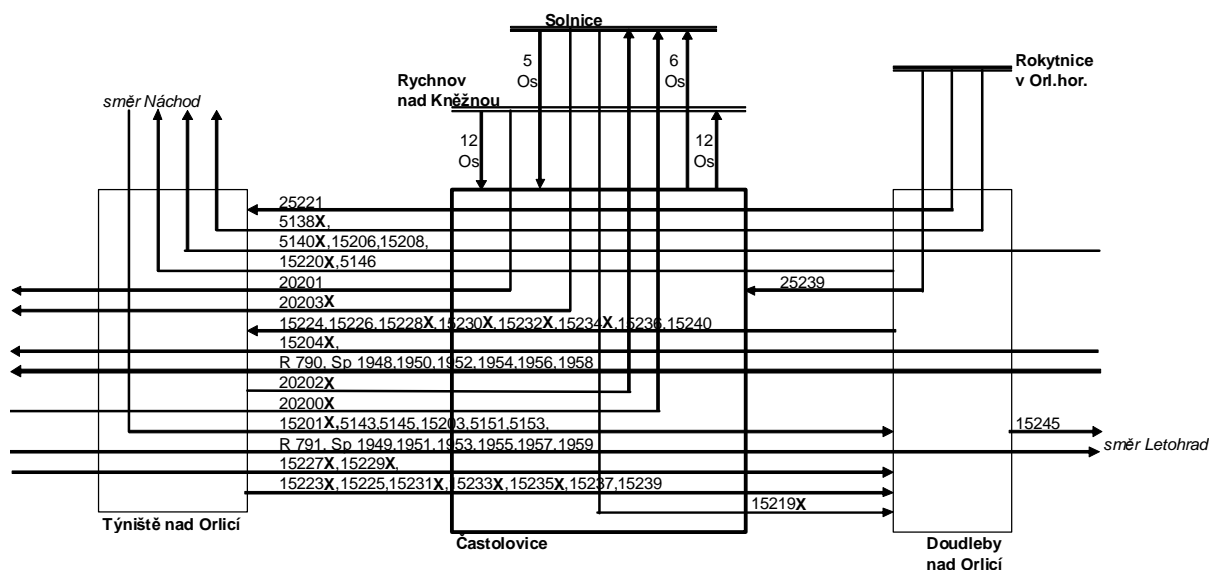 Solnice
5
Os
6
Os
Rokytnice
v Orl.hor.
Rychnov
nad Kněžnou
směr Náchod
12
Os
12
Os
25221
5138X,
5140X,15206,15208,
15220X,5146
20201
25239
20203X
15224,15226,15228X,15230X,15232X,15234X,15236,15240
15204X,
R 790, Sp 1948,1950,1952,1954,1956,1958
20202X
20200X
15201X,5143,5145,15203,5151,5153,
15245
R 791, Sp 1949,1951,1953,1955,1957,1959
směr Letohrad
15227X,15229X,
15223X,15225,15231X,15233X,15235X,15237,15239
15219X
Týniště nad Orlicí
Častolovice
Doudleby
nad Orlicí